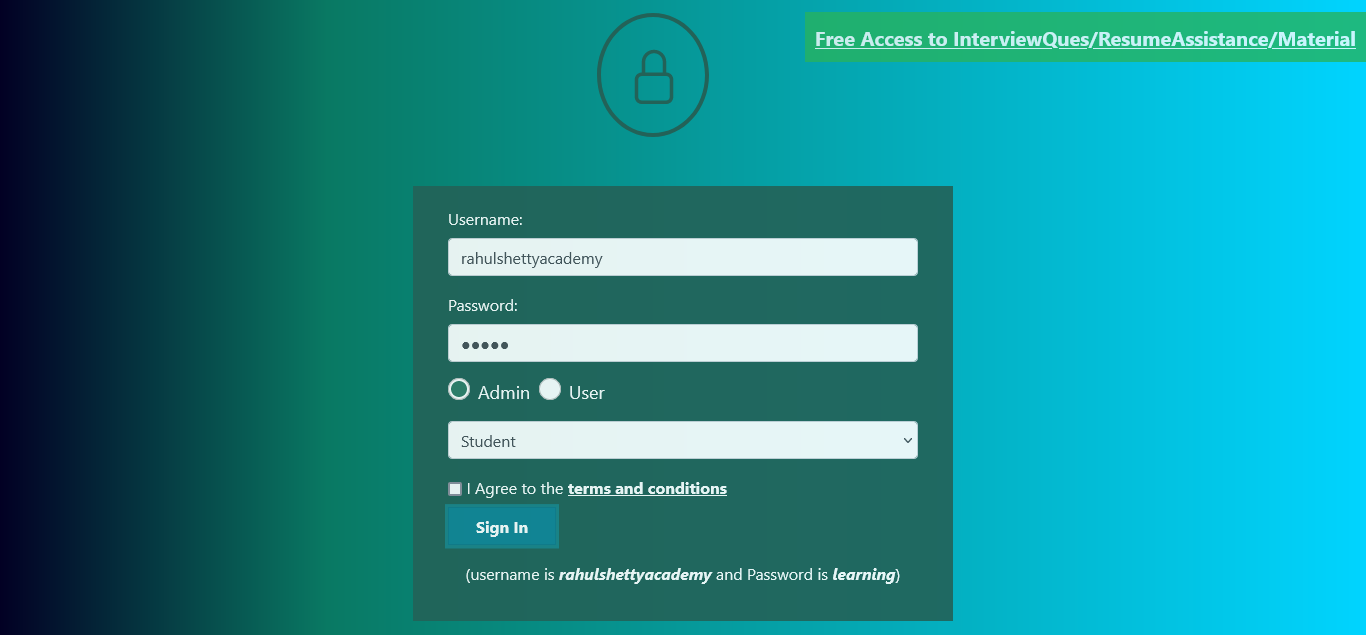 Free Access to InterviewQues/ResumeAssistance/Material
Username:
rahulshettyacademy
Password:
•••••
Admin User
Student
I Agree to the terms and conditions
Sign In
(username is rahulshettyacademy and Password is learning)